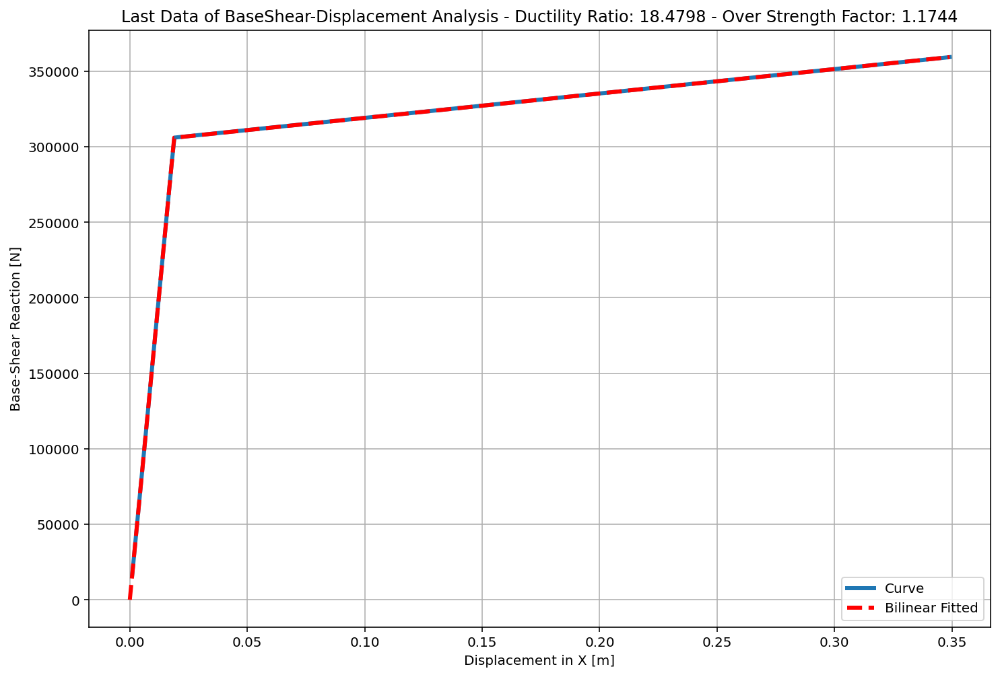 Last Data of BaseShear-Displacement Analysis - Ductility Ratio: 18.4798 - Over Strength Factor: 1.1744
350000
300000
250000
200000
150000
100000
50000
0
Base-Shear Reaction [N]
Curve
Bilinear Fitted
0.00 0.05 0.10 0.15 0.20 0.25 0.30 0.35
Displacement in X [m]